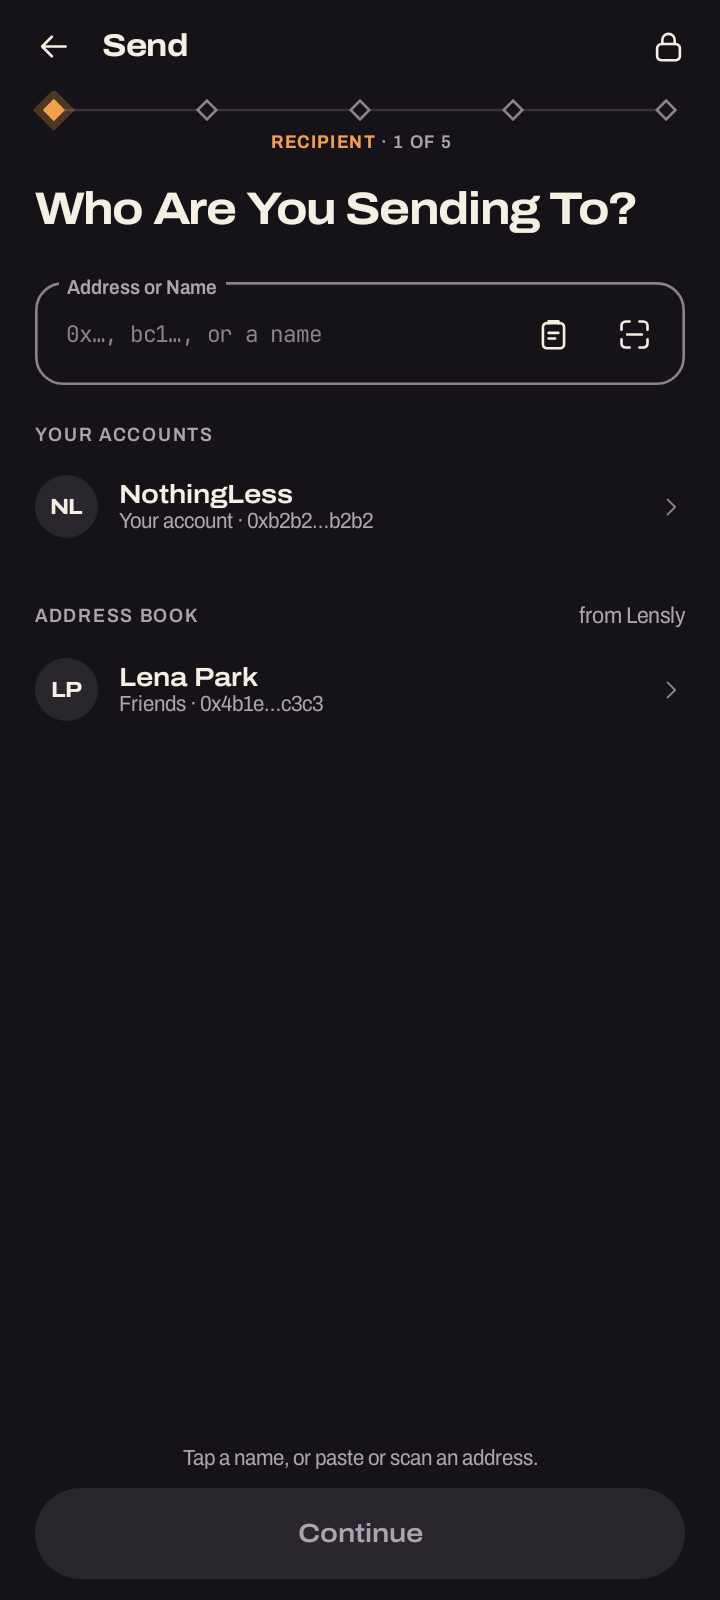 Send
RECIPIENT · 1 OF 5
Who Are You Sending To?
Address or Name
0x…, bc1…, or a name
YOUR ACCOUNTS
NL
NothingLess
Your account · 0xb2b2…b2b2
ADDRESS BOOK
from Lensly
LP
Lena Park
Friends · 0x4b1e…c3c3
Tap a name, or paste or scan an address.
Continue